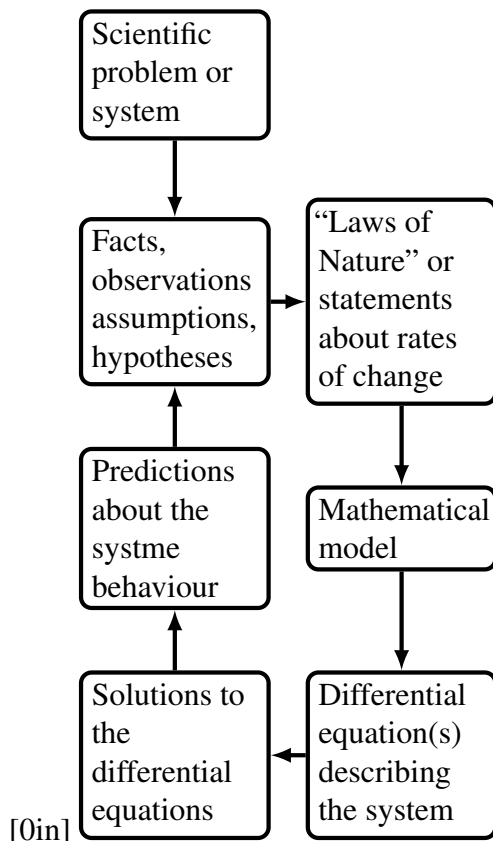 Scientific
problem or
system
Facts,
observations
assumptions,
hypotheses
“Laws of
Nature” or
statements
about rates
of change
Mathematical
model
Differential
equation(s)
describing
the system
Solutions to
the
differential
equations
Predictions
about the
systme
behaviour
[0in]